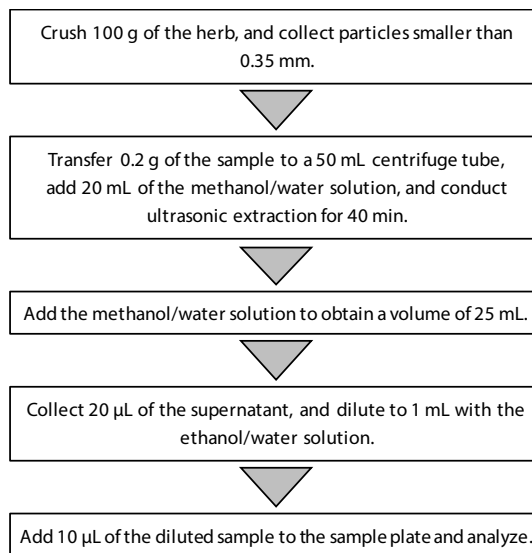 Crush 100 g of the herb, and collect particles smaller than
0.35 mm.
Transfer 0.2 g of the sample to a 50 mL centrifuge tube,
add 20 mL of the methanol/water solution, and conduct
ultrasonic extraction for 40 min.
Add the methanol/water solution to obtain a volume of 25 mL.
Collect 20 µL of the supernatant, and dilute to 1 mL with the
ethanol/water solution.
Add 10 µL of the diluted sample to the sample plate and analyze.